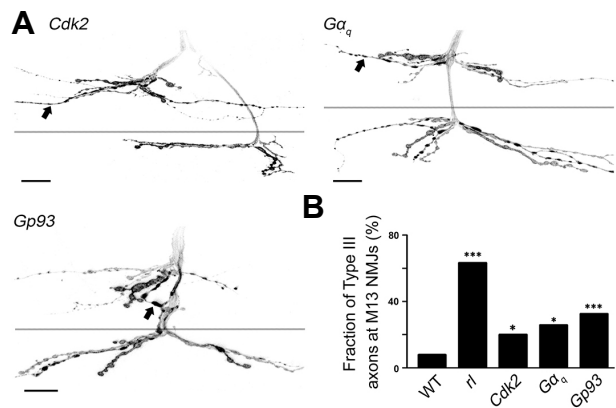 A
Cdk2
Gαq
Gp93
B
Fraction of Type III
axons at M13 NMJs (%)
80
40
0
***
*
*
***
WT
rl
Cdk2
Gαq
Gp93